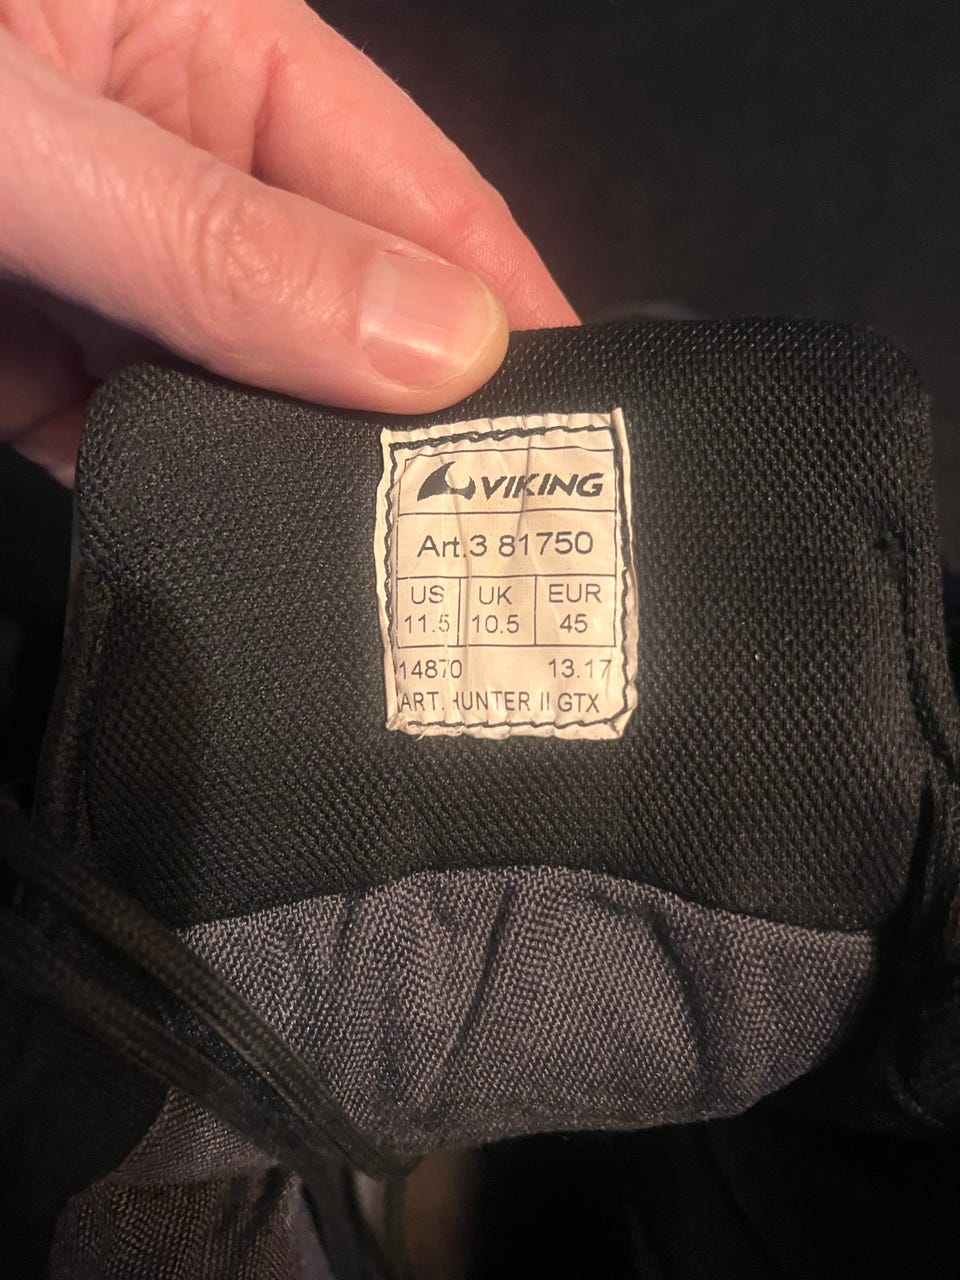 VIKING
Art.3 81750
US UK EUR
11.5 10.5 45
14870 13.17
ART. HUNTER II GTX